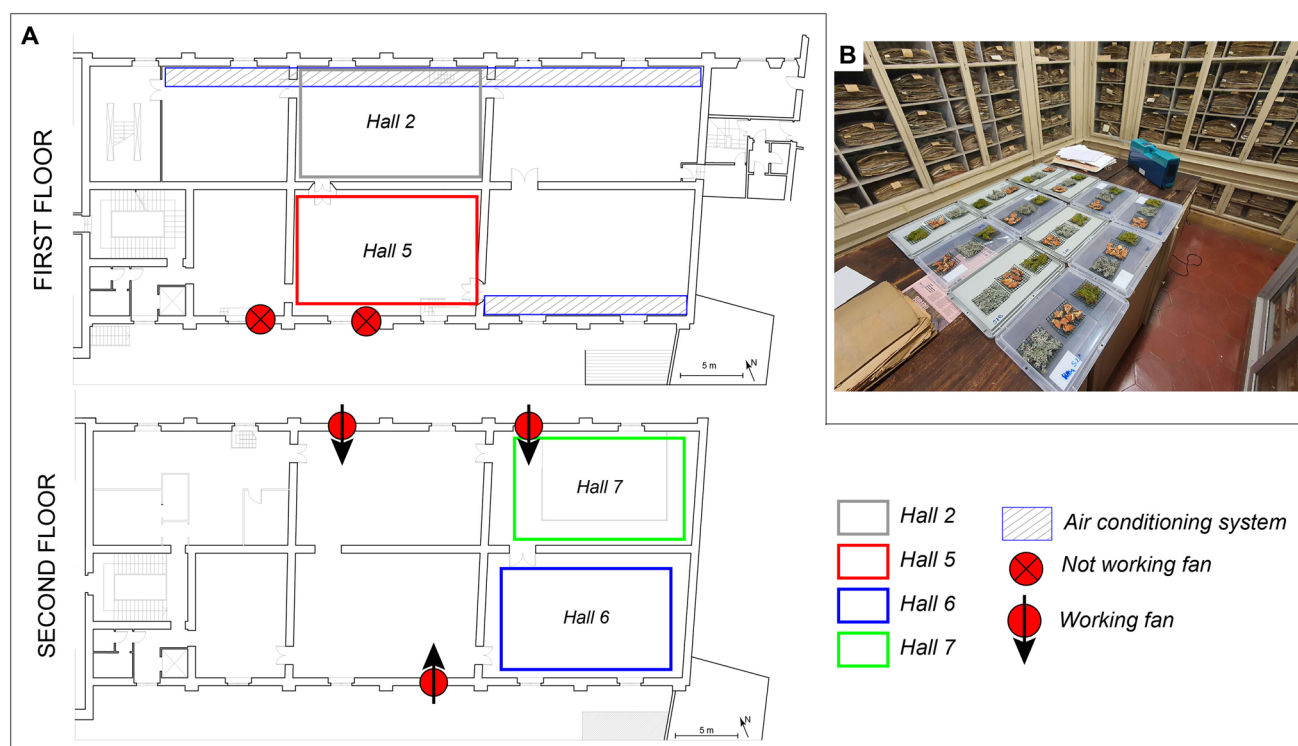 A
FIRST FLOOR
Hall 2
Hall 5
5 m
N
SECOND FLOOR
Hall 7
Hall 6
5 m
N
B
Hall 2
Hall 5
Hall 6
Hall 7
Air conditioning system
Not working fan
Working fan